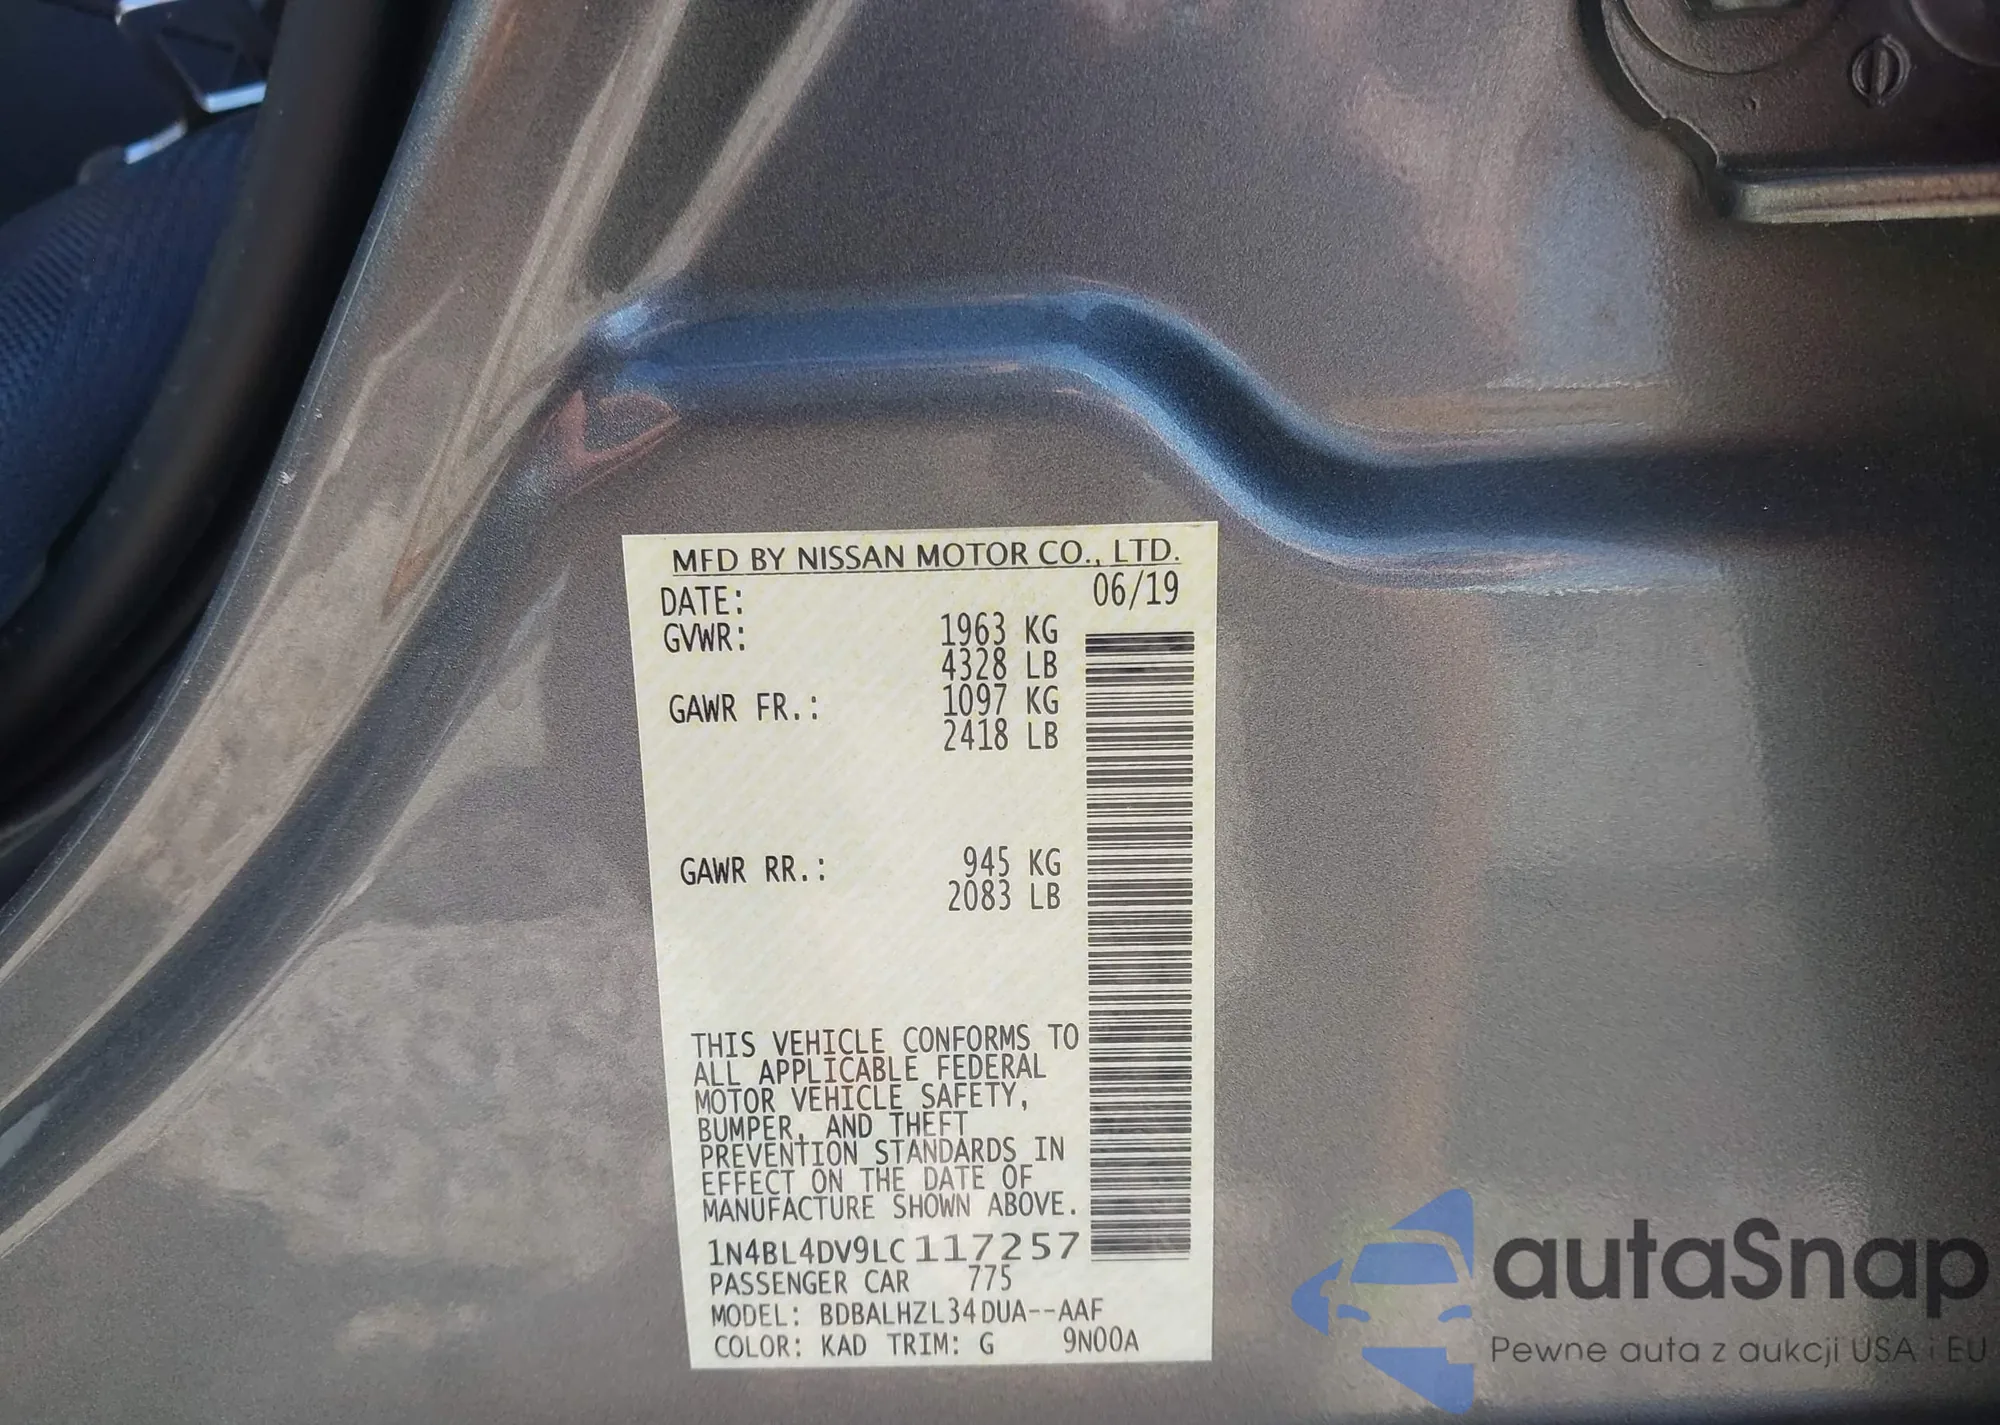 MFD BY NISSAN MOTOR CO., LTD.
DATE: 06/19
GVWR: 1963 KG
4328 LB
GAWR FR.: 1097 KG
2418 LB
GAWR RR.: 945 KG
2083 LB
THIS VEHICLE CONFORMS TO
ALL APPLICABLE FEDERAL
MOTOR VEHICLE SAFETY,
BUMPER, AND THEFT
PREVENTION STANDARDS IN
EFFECT ON THE DATE OF
MANUFACTURE SHOWN ABOVE.
1N4BL4DV9LC117257
PASSENGER CAR 775
MODEL: BDBALHZL34DUA--AAF
COLOR: KAD TRIM: G 9N00A
autaSnap
Pewne auta z aukcji USA i EU